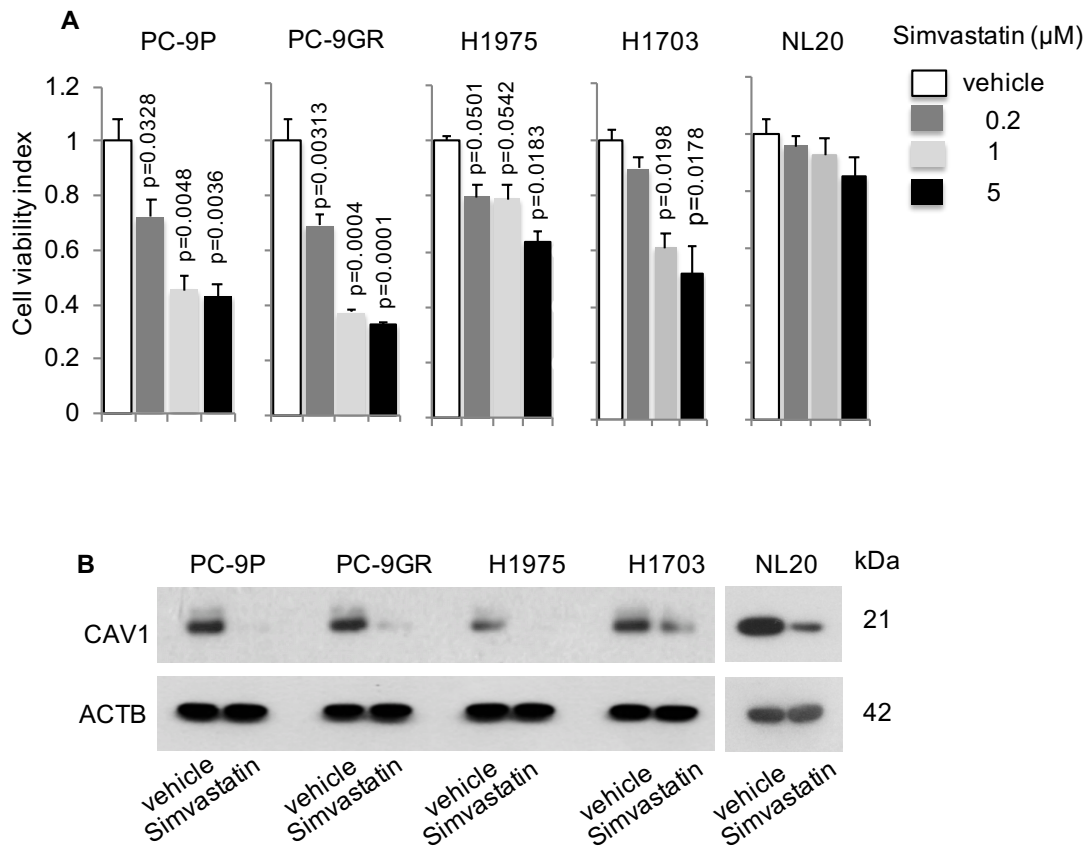 A
PC-9P PC-9GR H1975 H1703 NL20
Simvastatin (µM)
vehicle
0.2
1
5
Cell viability index
1.2
1
0.8
0.6
0.4
0.2
0
p=0.0328
p=0.0048
p=0.0036
p=0.00313
p=0.0004
p=0.0001
p=0.0501
p=0.0542
p=0.0183
p=0.0198
p=0.0178
B
PC-9P PC-9GR H1975 H1703 NL20 kDa
CAV1 21
ACTB 42
vehicle
Simvastatin
vehicle
Simvastatin
vehicle
Simvastatin
vehicle
Simvastatin
vehicle
Simvastatin